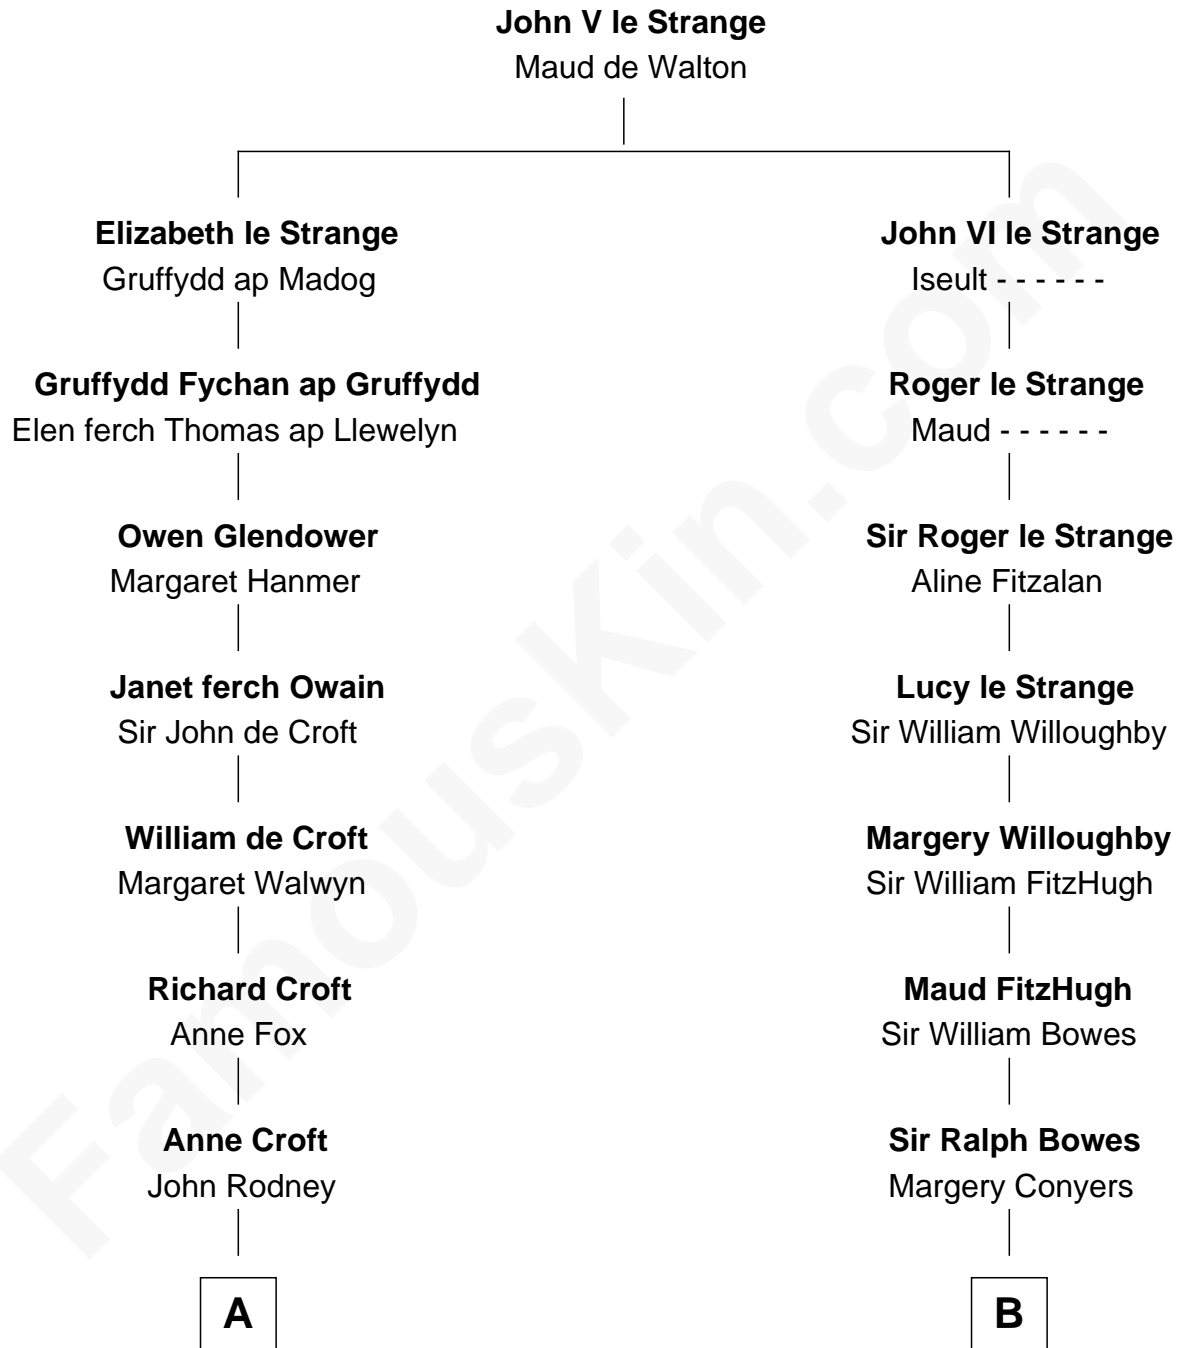 John V le Strange
Maud de Walton
Elizabeth le Strange
Gruffydd ap Madog
John VI le Strange
Iseult - - - - - -
Gruffydd Fychan ap Gruffydd
Elen ferch Thomas ap Llewelyn
Roger le Strange
Maud - - - - - -
Owen Glendower
Margaret Hanmer
Sir Roger le Strange
Aline Fitzalan
Janet ferch Owain
Sir John de Croft
Lucy le Strange
Sir William Willoughby
William de Croft
Margaret Walwyn
Margery Willoughby
Sir William FitzHugh
Richard Croft
Anne Fox
Maud FitzHugh
Sir William Bowes
Anne Croft
John Rodney
Sir Ralph Bowes
Margery Conyers
A
B
FamousKin.com